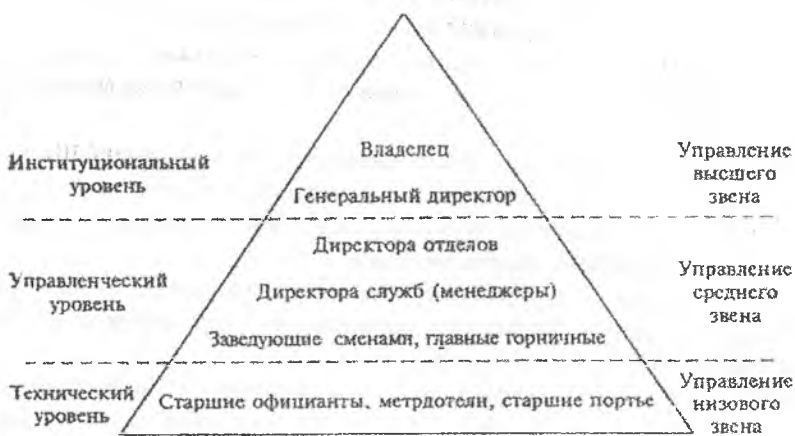 Институциональный
уровень
Владелец
Генеральный директор
Управление
высшего
звена
Управленческий
уровень
Директора отделов
Директора служб (менеджеры)
Заведующие сменами, главные горничные
Управление
среднего
звена
Технический
уровень
Старшие официанты, метрдотели, старшие портье
Управление
низового
звена